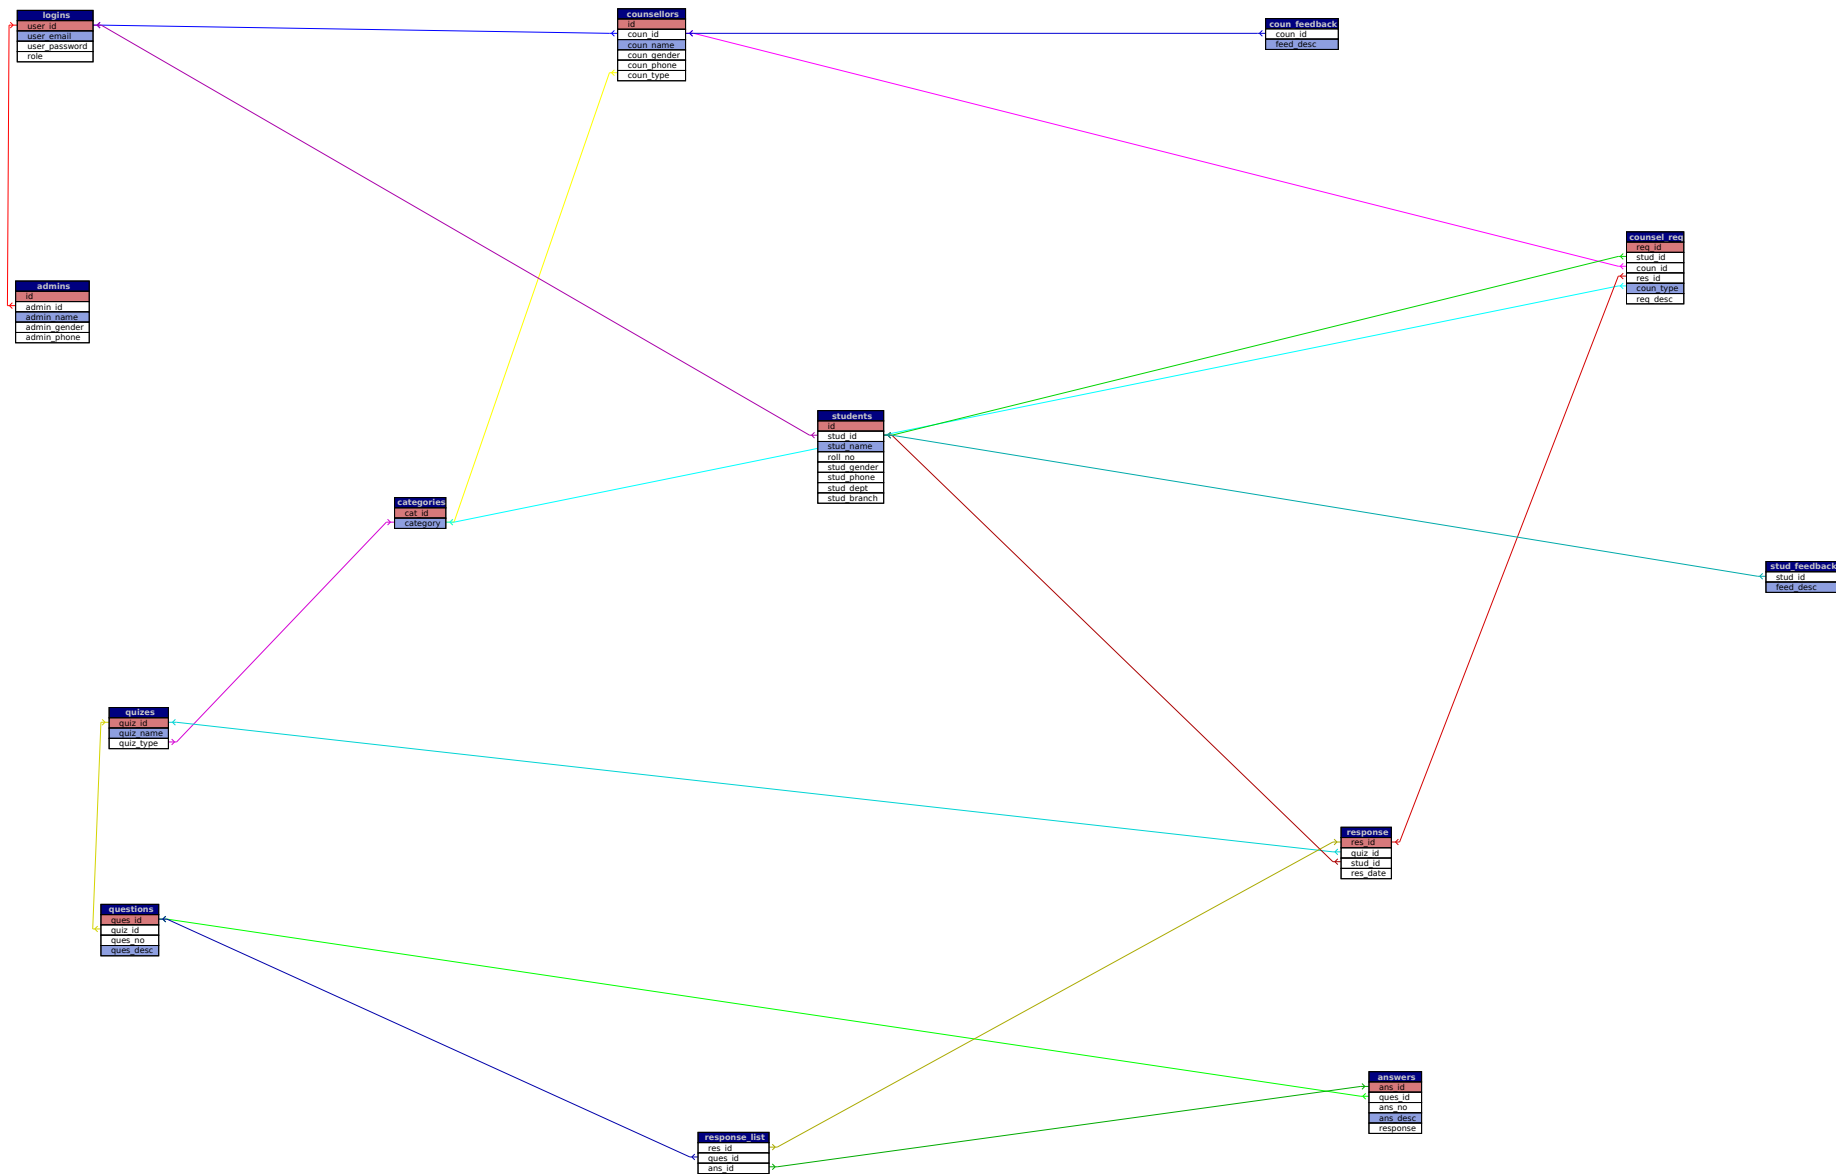 logins
user_id
user_email
user_password
role
counsellors
id
coun_id
coun_name
coun_gender
coun_phone
coun_type
coun_feedback
coun_id
feed_desc
counsel_req
req_id
stud_id
coun_id
res_id
coun_type
req_desc
admins
id
admin_id
admin_name
admin_gender
admin_phone
students
id
stud_id
stud_name
roll_no
stud_gender
stud_phone
stud_dept
stud_branch
categories
cat_id
category
stud_feedback
stud_id
feed_desc
quizes
quiz_id
quiz_name
quiz_type
response
res_id
quiz_id
stud_id
res_date
questions
ques_id
quiz_id
ques_no
ques_desc
answers
ans_id
ques_id
ans_no
ans_desc
response
response_list
res_id
ques_id
ans_id